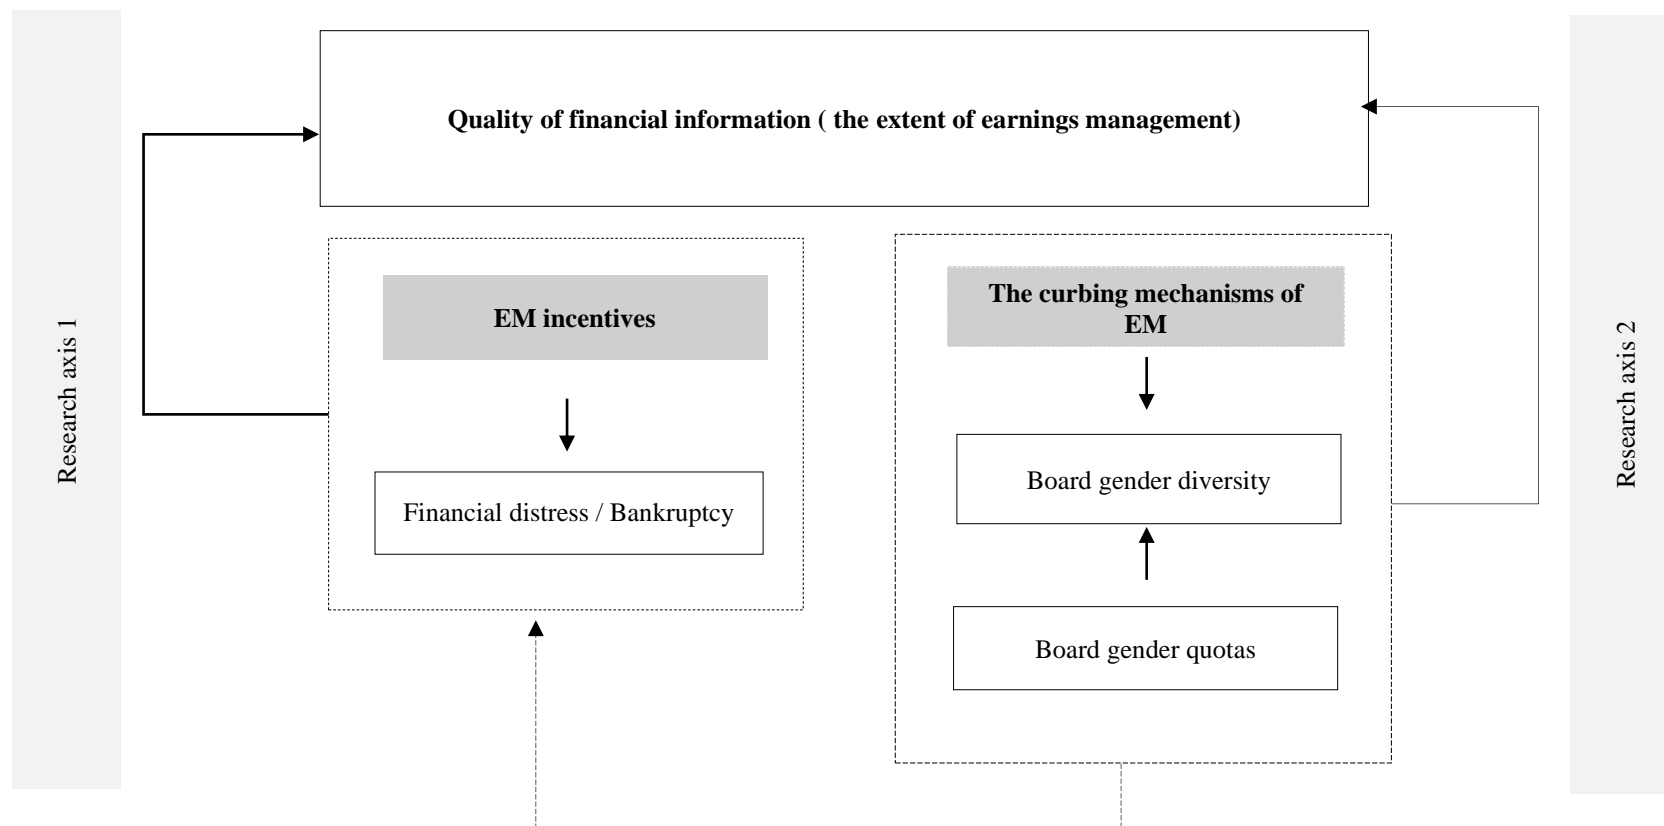 Quality of financial information ( the extent of earnings management)
Research axis 1
EM incentives
Financial distress / Bankruptcy
The curbing mechanisms of
EM
Board gender diversity
Board gender quotas
Research axis 2